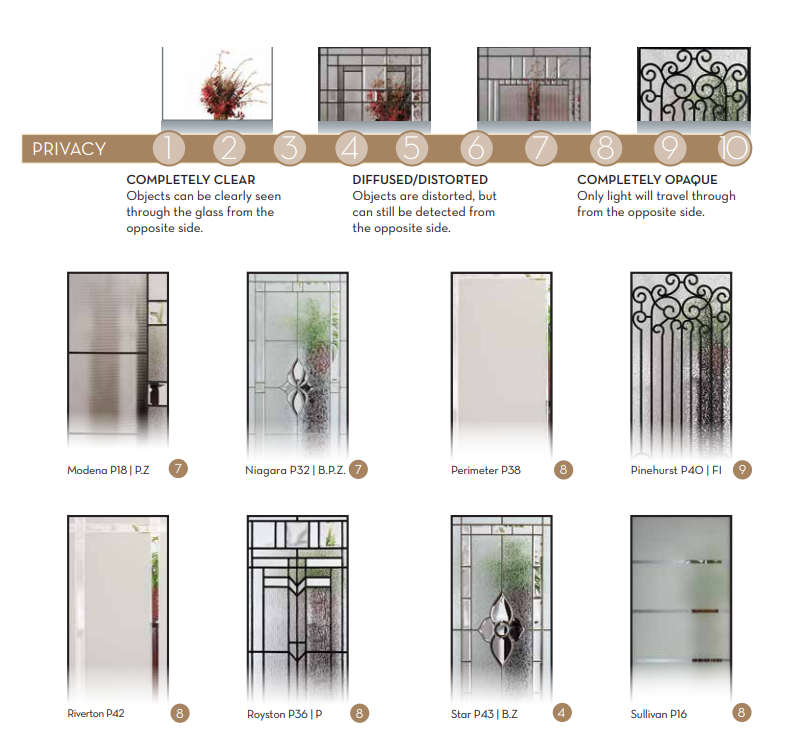 PRIVACY 1 2 3 4 5 6 7 8 9 10
COMPLETELY CLEAR
Objects can be clearly seen
through the glass from the
opposite side.
DIFFUSED/DISTORTED
Objects are distorted, but
can still be detected from
the opposite side.
COMPLETELY OPAQUE
Only light will travel through
from the opposite side.
Modena P18 | P.Z 7
Niagara P32 | B.P.Z. 7
Perimeter P38 8
Pinehurst P40 | FI 9
Riverton P42 8
Royston P36 | P 8
Star P43 | B.Z 4
Sullivan P16 8